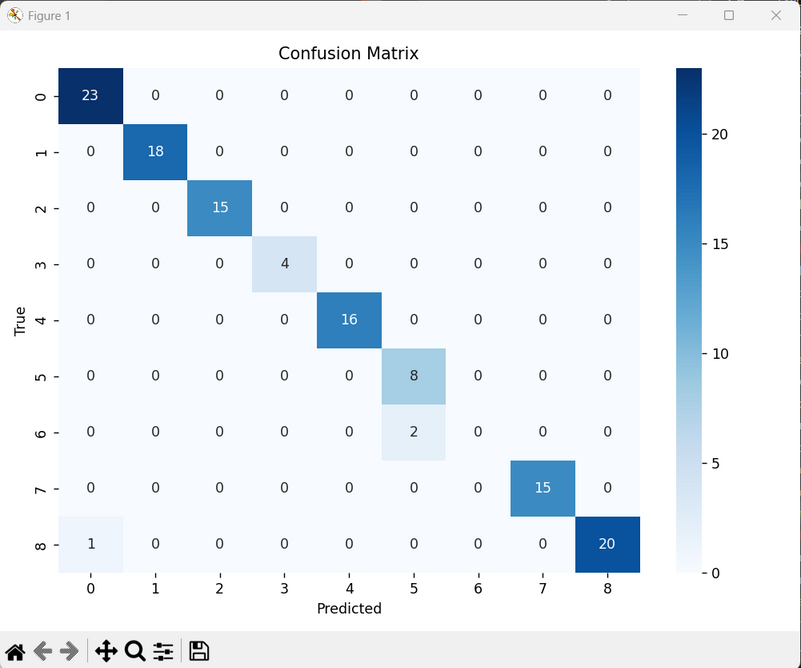 Figure 1
Confusion Matrix
0 23 0 0 0 0 0 0 0 0
1 0 18 0 0 0 0 0 0 0
20
2 0 0 15 0 0 0 0 0 0
15
3 0 0 0 4 0 0 0 0 0
True
4 0 0 0 0 16 0 0 0 0
10
5 0 0 0 0 0 8 0 0 0
6 0 0 0 0 0 2 0 0 0
5
7 0 0 0 0 0 0 0 15 0
8 1 0 0 0 0 0 0 0 20
0
0 1 2 3 4 5 6 7 8
Predicted